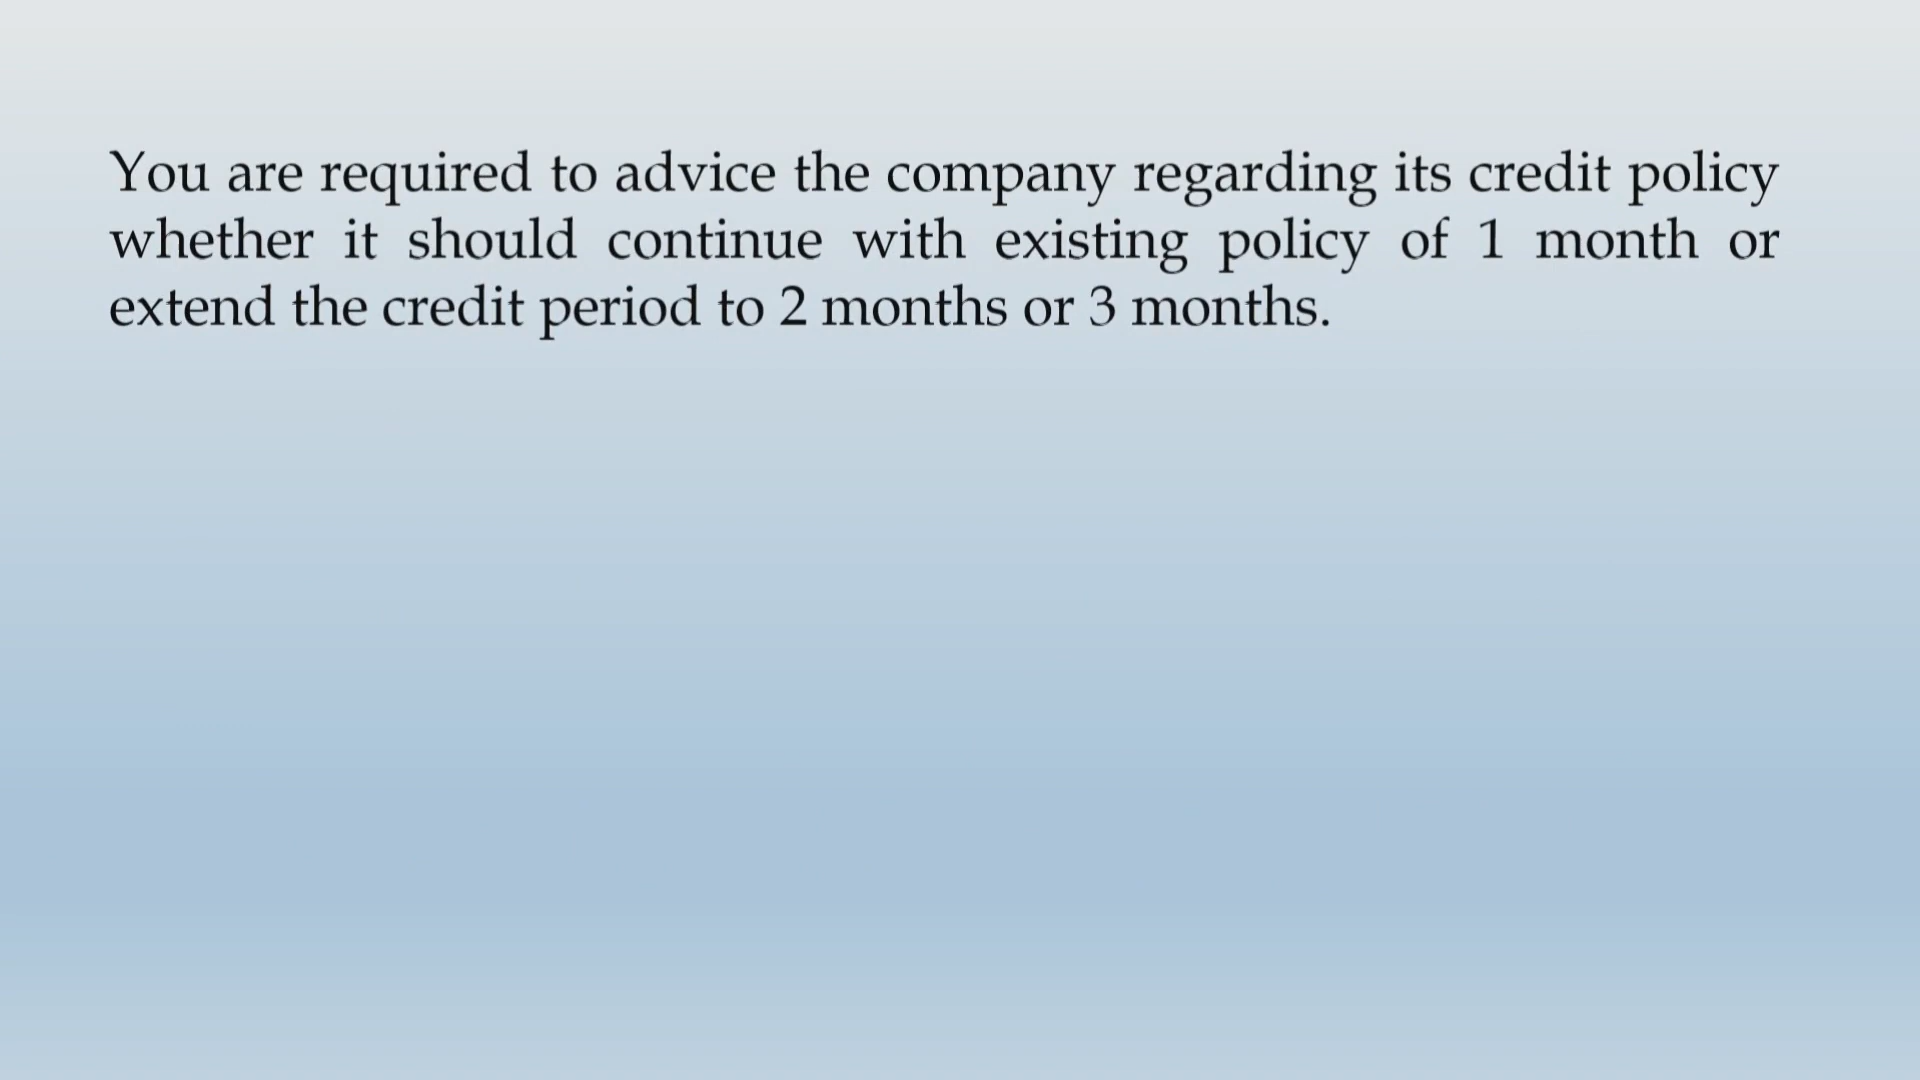 You are required to advice the company regarding its credit policy
whether it should continue with existing policy of 1 month or
extend the credit period to 2 months or 3 months.